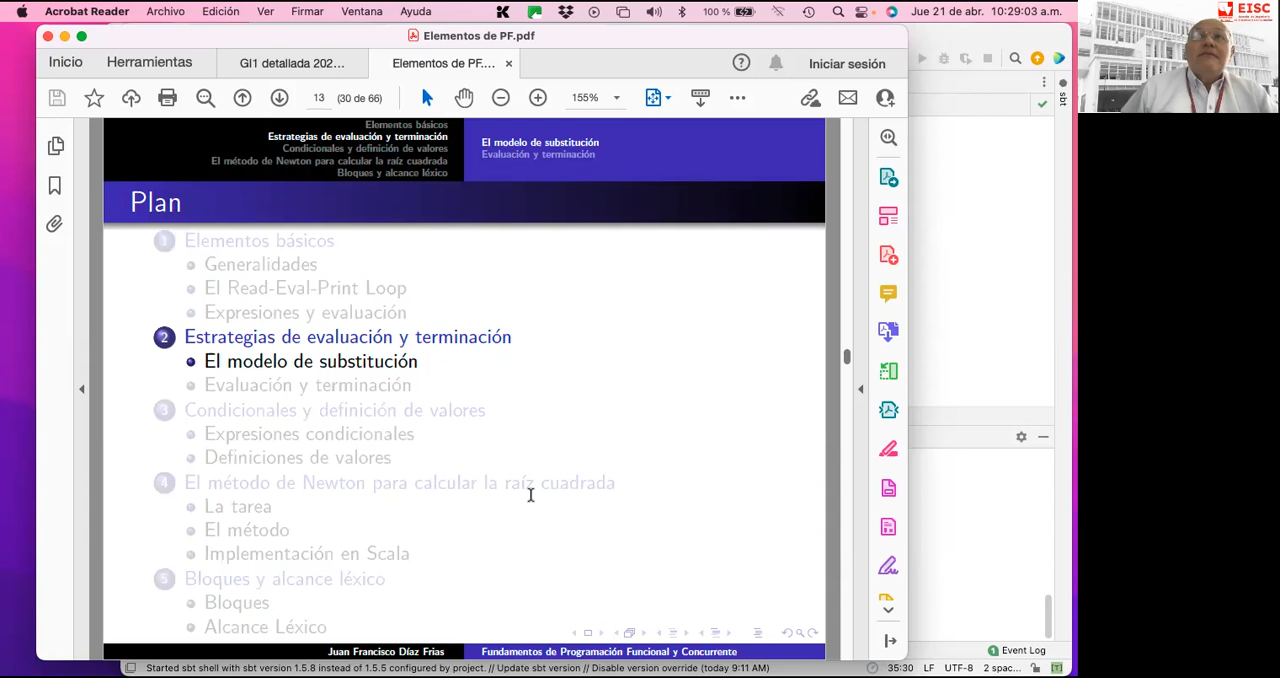 Acrobat Reader Archivo Edición Ver Firmar Ventana Ayuda 100 % Jue 21 de abr. 10:29:03 a.m.
EISC
Elementos de PF.pdf
Inicio Herramientas GI1 detallada 202... Elementos de PF.... × Iniciar sesión
13 (30 de 66) 155%
sbt
Elementos básicos
Estrategias de evaluación y terminación
Condicionales y definición de valores
El método de Newton para calcular la raíz cuadrada
Bloques y alcance léxico
El modelo de substitución
Evaluación y terminación
Plan
1 Elementos básicos
Generalidades
El Read-Eval-Print Loop
Expresiones y evaluación
2 Estrategias de evaluación y terminación
El modelo de substitución
Evaluación y terminación
3 Condicionales y definición de valores
Expresiones condicionales
Definiciones de valores
4 El método de Newton para calcular la raíz cuadrada
La tarea
El método
Implementación en Scala
5 Bloques y alcance léxico
Bloques
Alcance Léxico
Juan Francisco Díaz Frias Fundamentos de Programación Funcional y Concurrente
1 Event Log
Started sbt shell with sbt version 1.5.8 instead of 1.5.5 configured by project. // Update sbt version // Disable version override (today 9:11 AM) 35:30 LF UTF-8 2 spac...